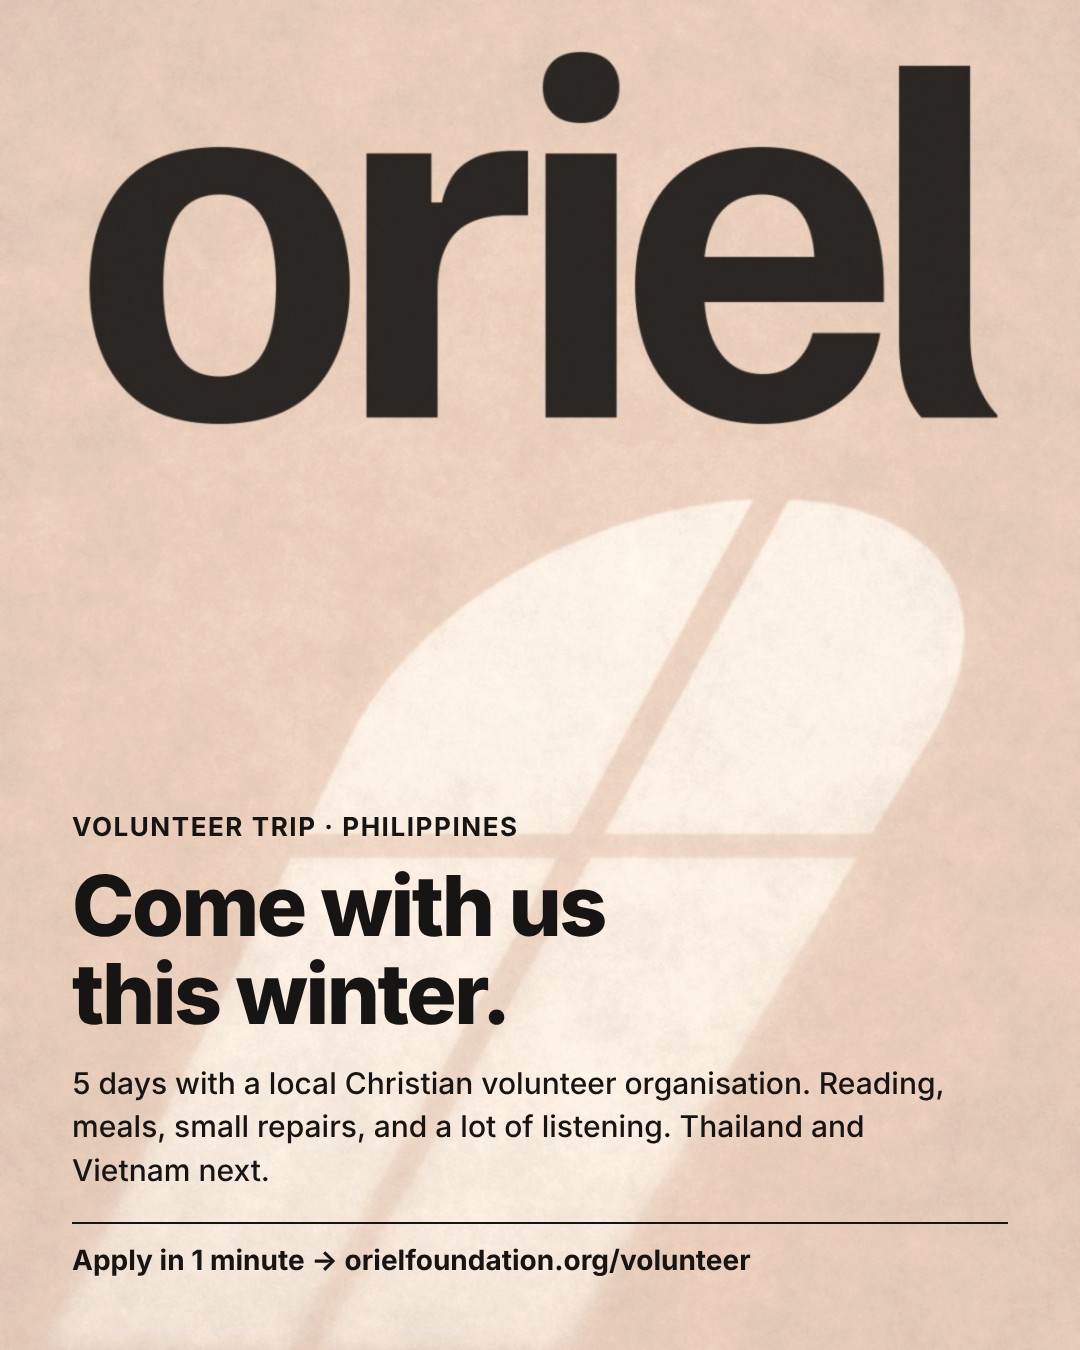 oriel
VOLUNTEER TRIP · PHILIPPINES
Come with us
this winter.
5 days with a local Christian volunteer organisation. Reading,
meals, small repairs, and a lot of listening. Thailand and
Vietnam next.
Apply in 1 minute → orielfoundation.org/volunteer